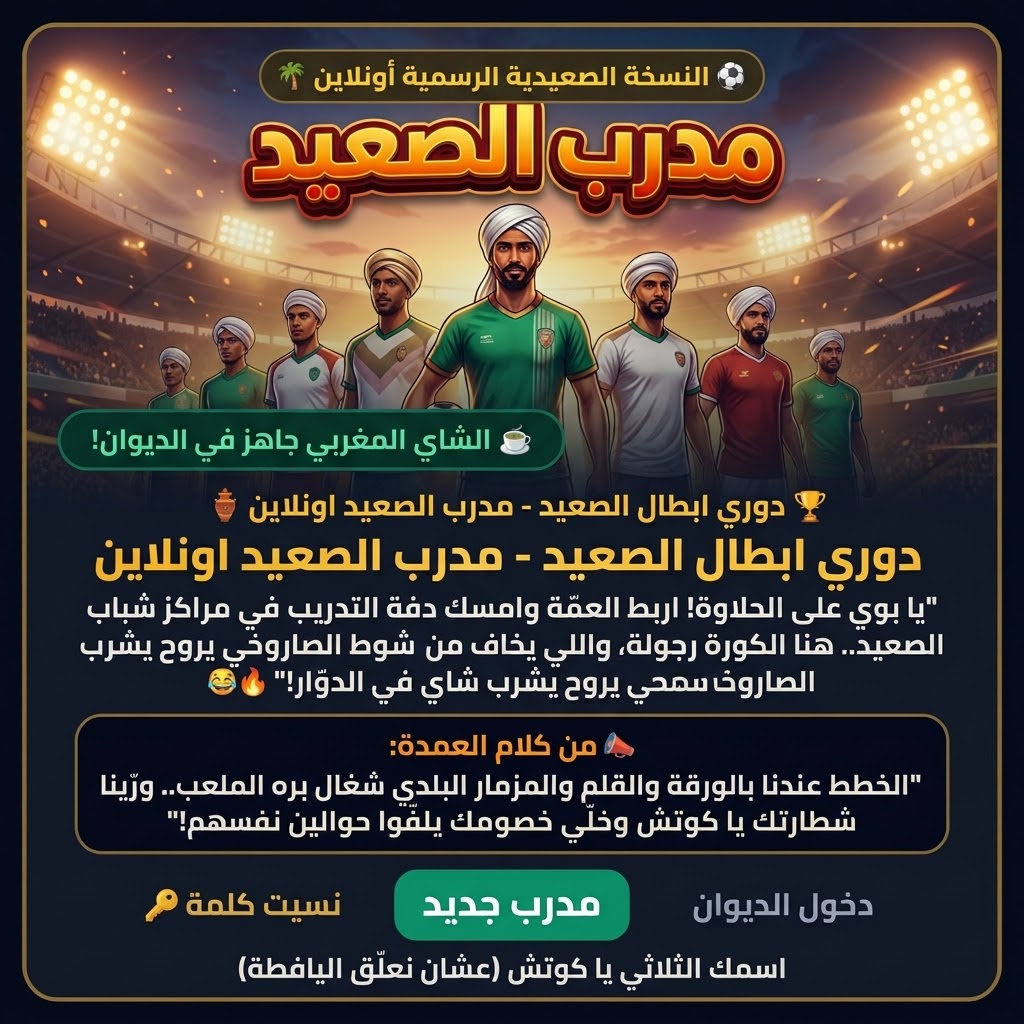 ⚽ النسخة الصعيدية الرسمية أونلاين 🌴
مدرب الصعيد
☕ الشاي المغربي جاهز في الديوان!
🏆 دوري ابطال الصعيد - مدرب الصعيد اونلاين 🏺
دوري ابطال الصعيد - مدرب الصعيد اونلاين
"يا بوي على الحلاوة! اربط العمّة وامسك دفة التدريب في مراكز شباب
الصعيد.. هنا الكورة رجولة، واللي يخاف من شوط الصاروخي يروح يشرب
يروح يشرب شاي في الدوّار!" 🔥😂
📣 من كلام العمدة:
"الخطط عندنا بالورقة والقلم والمزمار البلدي شغال بره الملعب.. ورّينا
شطارتك يا كوتش وخلّي خصومك يلفّوا حوالين نفسهم!"
دخول الديوان
مدرب جديد
نسيت كلمة 🔑
اسمك الثلاثي يا كوتش (عشان نعلّق اليافطة)